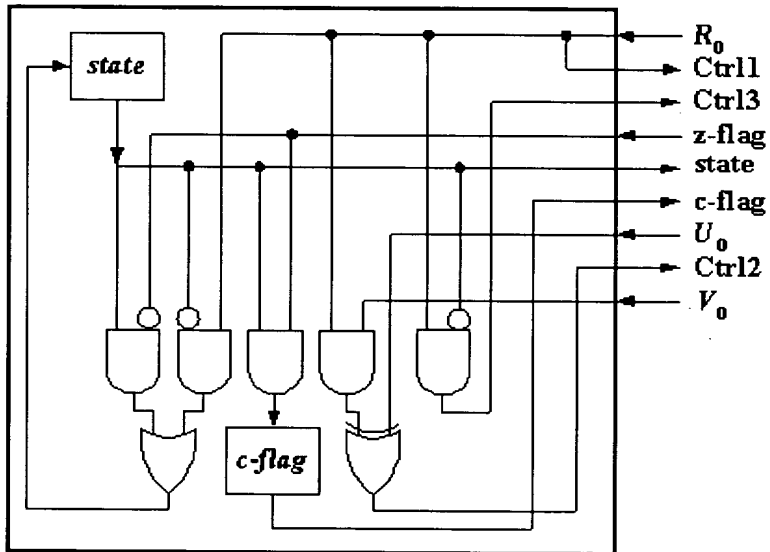 state
c-flag
R0
Ctrl1
Ctrl3
z-flag
state
c-flag
U0
Ctrl2
V0